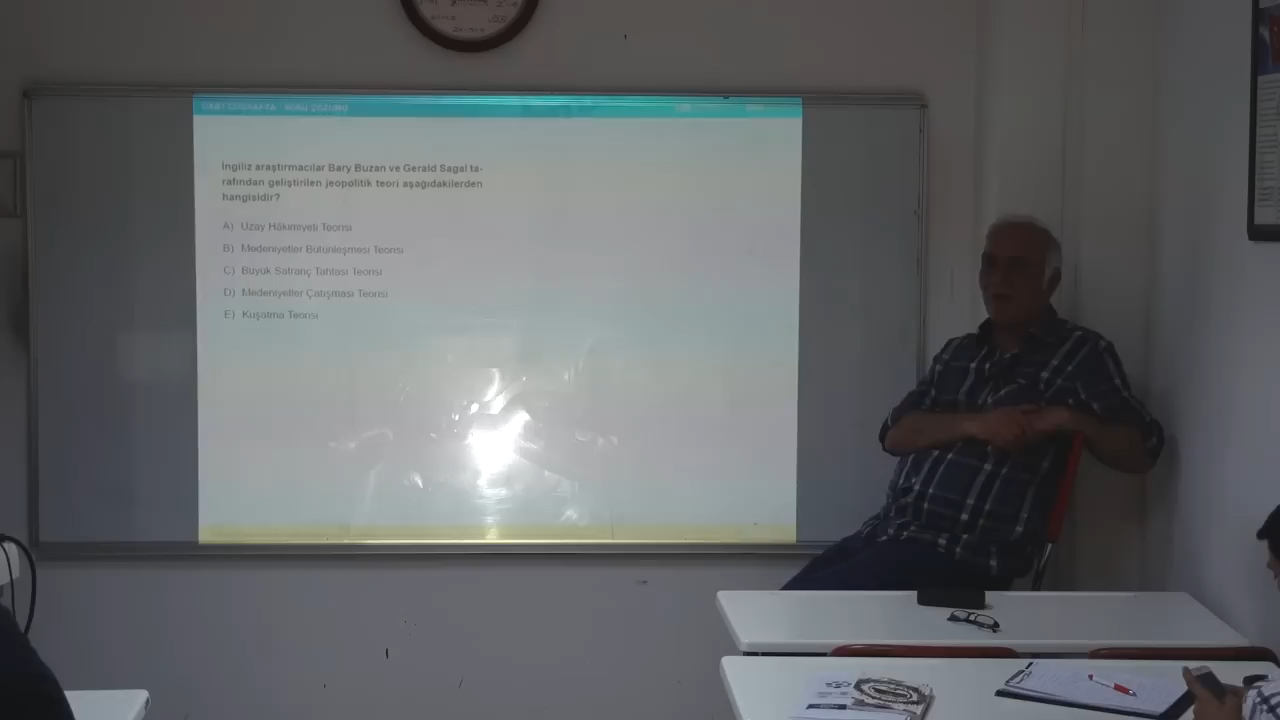 İngiliz araştırmacılar Bary Buzan ve Gerald Sagal ta-
rafından geliştirilen jeopolitik teori aşağıdakilerden
hangisidir?
A) Uzay Hâkimiyeti Teorisi
B) Medeniyetler Bütünleşmesi Teorisi
C) Büyük Satranç Tahtası Teorisi
D) Medeniyetler Çatışması Teorisi
E) Kuşatma Teorisi